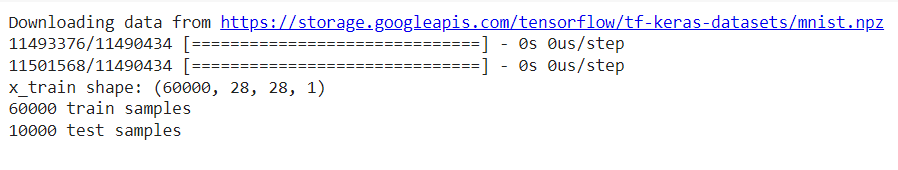 Downloading data from https://storage.googleapis.com/tensorflow/tf-keras-datasets/mnist.npz
11493376/11490434 [==============================] - 0s 0us/step
11501568/11490434 [==============================] - 0s 0us/step
x_train shape: (60000, 28, 28, 1)
60000 train samples
10000 test samples